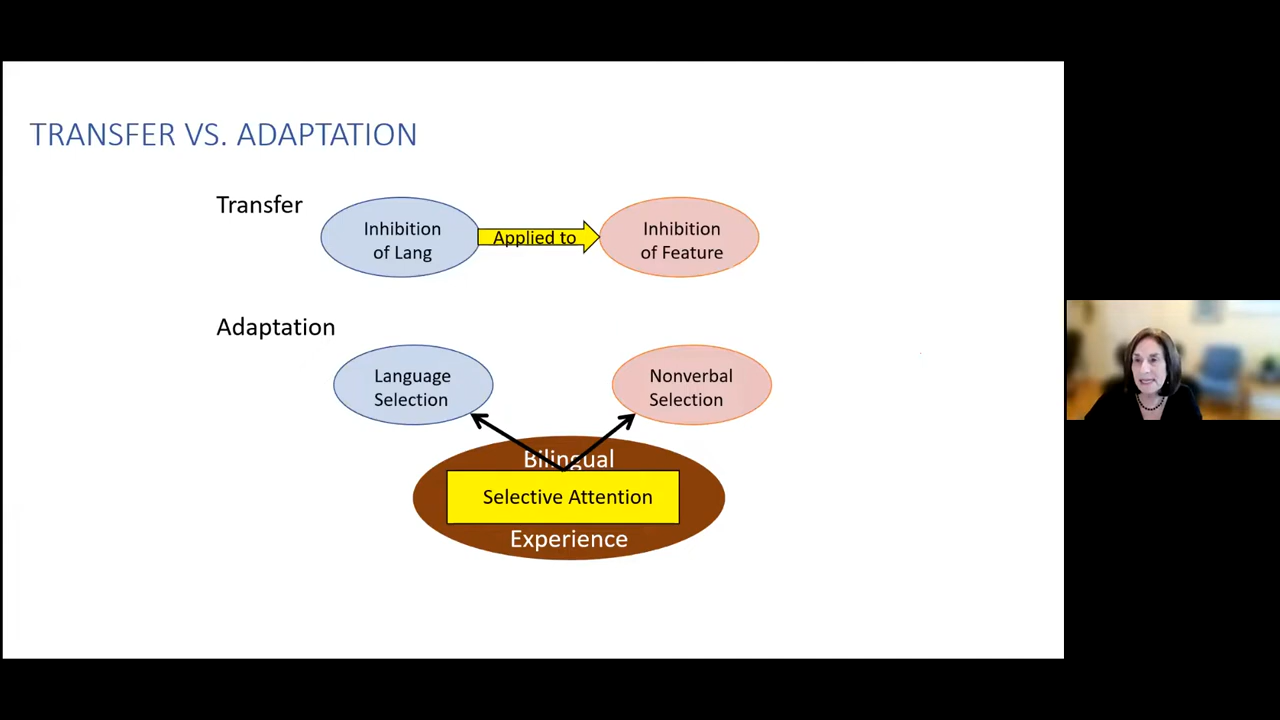 TRANSFER VS. ADAPTATION
Transfer
Inhibition
of Lang
Applied to
Inhibition
of Feature
Adaptation
Language
Selection
Nonverbal
Selection
Bilingual
Selective Attention
Experience